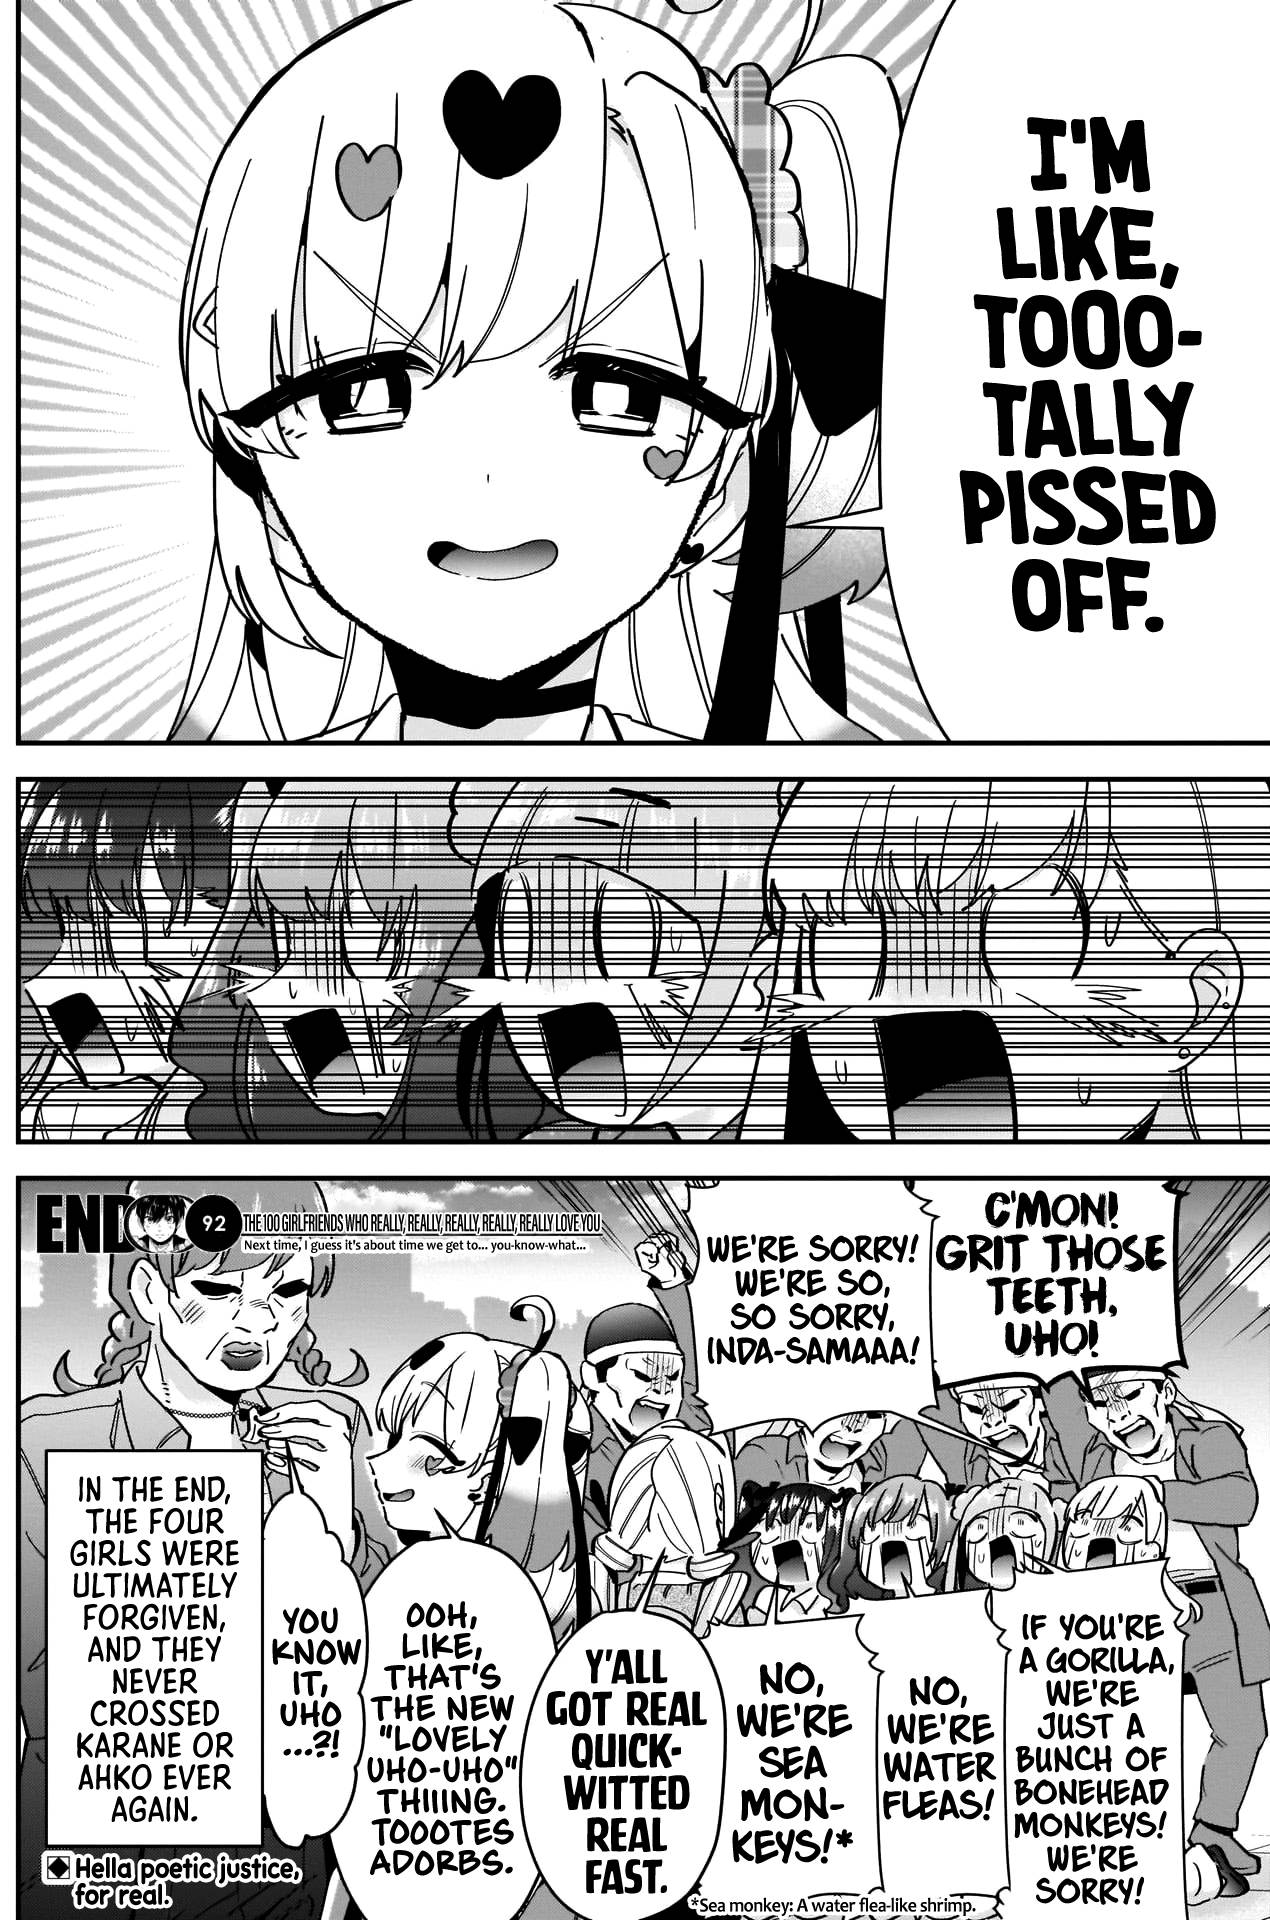 I'M
LIKE,
TOOO-
TALLY
PISSED
OFF.
END
92
THE 100 GIRLFRIENDS WHO REALLY, REALLY, REALLY, REALLY, REALLY LOVE YOU
Next time, I guess it's about time we get to... you-know-what...
C'MON!
GRIT THOSE
TEETH,
UHO!
WE'RE SORRY!
WE'RE SO,
SO SORRY,
INDA-SAMAAA!
IF YOU'RE
A GORILLA,
WE'RE
JUST A
BUNCH OF
BONEHEAD
MONKEYS!
WE'RE
SORRY!
NO,
WE'RE
WATER
FLEAS!
NO,
WE'RE
SEA
MON-
KEYS!*
*Sea monkey: A water flea-like shrimp.
Y'ALL
GOT REAL
QUICK-
WITTED
REAL
FAST.
OOH,
LIKE,
THAT'S
THE NEW
"LOVELY
UHO-UHO"
THIIING.
TOOOTES
ADORBS.
YOU
KNOW
IT,
UHO
...?!
IN THE END,
THE FOUR
GIRLS WERE
ULTIMATELY
FORGIVEN,
AND THEY
NEVER
CROSSED
KARANE OR
AHKO EVER
AGAIN.
Hella poetic justice,
for real.